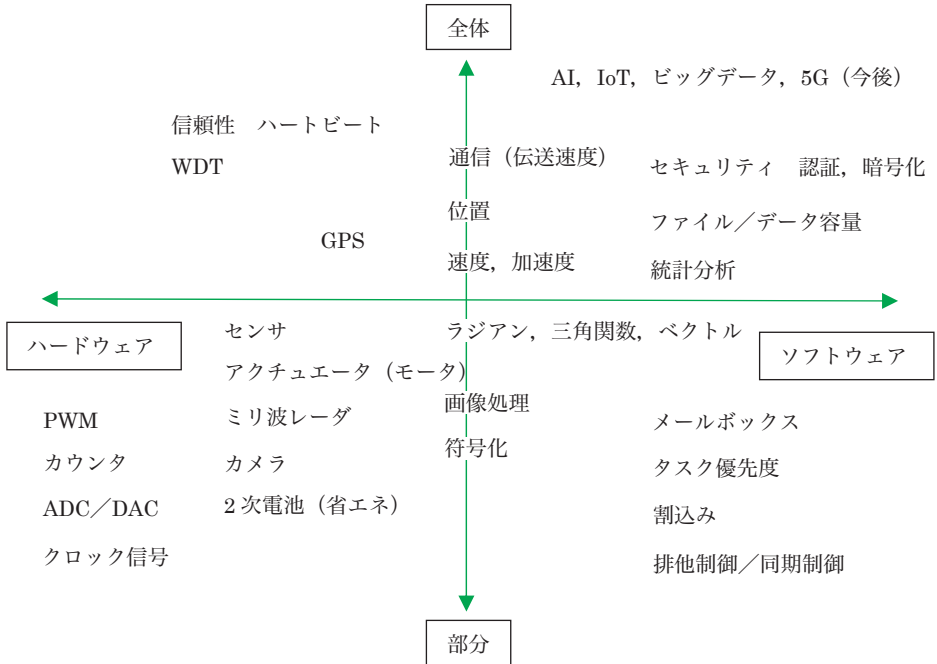 全体
AI，IoT，ビッグデータ，5G（今後）
信頼性　ハートビート
WDT
通信（伝送速度）
セキュリティ　認証，暗号化
位置
ファイル／データ容量
GPS
速度，加速度
統計分析
ハードウェア
ソフトウェア
センサ
ラジアン，三角関数，ベクトル
アクチュエータ（モータ）
PWM
ミリ波レーダ
画像処理
メールボックス
カウンタ
カメラ
符号化
タスク優先度
ADC／DAC
2次電池（省エネ）
割込み
クロック信号
排他制御／同期制御
部分